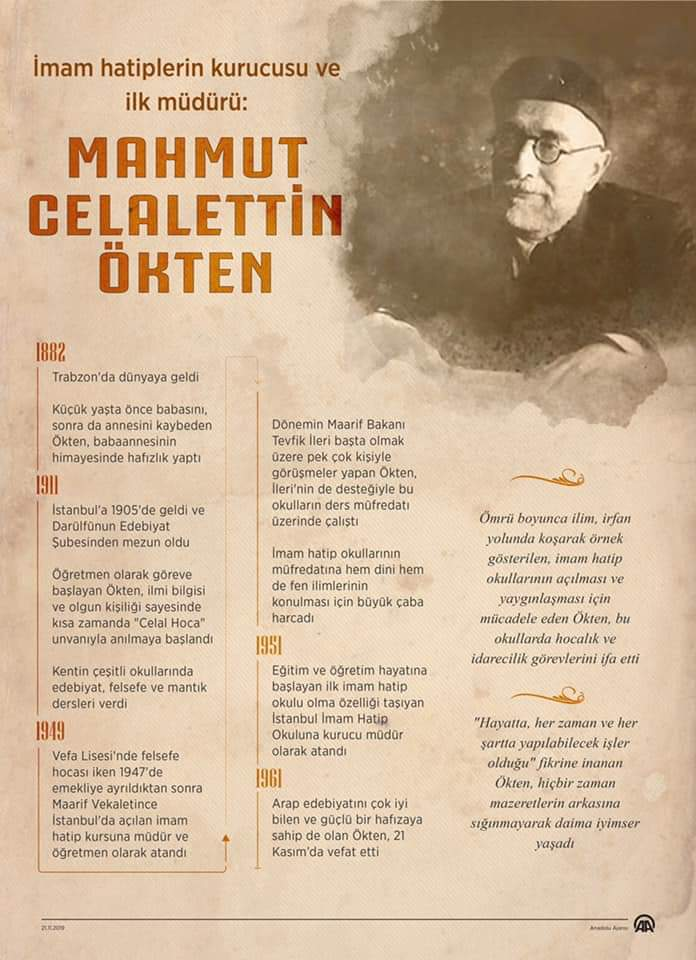 İmam hatiplerin kurucusu ve
ilk müdürü:
MAHMUT
CELALETTİN
ÖKTEN
1882
Trabzon'da dünyaya geldi
Küçük yaşta önce babasını,
sonra da annesini kaybeden
Ökten, babaannesinin
himayesinde hafızlık yaptı
1911
İstanbul'a 1905'de geldi ve
Darülfünun Edebiyat
Şubesinden mezun oldu
Öğretmen olarak göreve
başlayan Ökten, ilmi bilgisi
ve olgun kişiliği sayesinde
kısa zamanda "Celal Hoca"
unvanıyla anılmaya başlandı
Kentin çeşitli okullarında
edebiyat, felsefe ve mantık
dersleri verdi
1949
Vefa Lisesi'nde felsefe
hocası iken 1947'de
emekliye ayrıldıktan sonra
Maarif Vekaletince
İstanbul'da açılan imam
hatip kursuna müdür ve
öğretmen olarak atandı
Dönemin Maarif Bakanı
Tevfik İleri başta olmak
üzere pek çok kişiyle
görüşmeler yapan Ökten,
İleri'nin de desteğiyle bu
okulların ders müfredatı
üzerinde çalıştı
İmam hatip okullarının
müfredatına hem dini hem
de fen ilimlerinin
konulması için büyük çaba
harcadı
1951
Eğitim ve öğretim hayatına
başlayan ilk imam hatip
okulu olma özelliği taşıyan
İstanbul İmam Hatip
Okuluna kurucu müdür
olarak atandı
1961
Arap edebiyatını çok iyi
bilen ve güçlü bir hafızaya
sahip de olan Ökten, 21
Kasım'da vefat etti
Ömrü boyunca ilim, irfan
yolunda koşarak örnek
gösterilen, imam hatip
okullarının açılması ve
yaygınlaşması için
mücadele eden Ökten, bu
okullarda hocalık ve
idarecilik görevlerini ifa etti
"Hayatta, her zaman ve her
şartta yapılabilecek işler
olduğu" fikrine inanan
Ökten, hiçbir zaman
mazeretlerin arkasına
sığınmayarak daima iyimser
yaşadı
21.11.2019
Anadolu Ajansı
AA